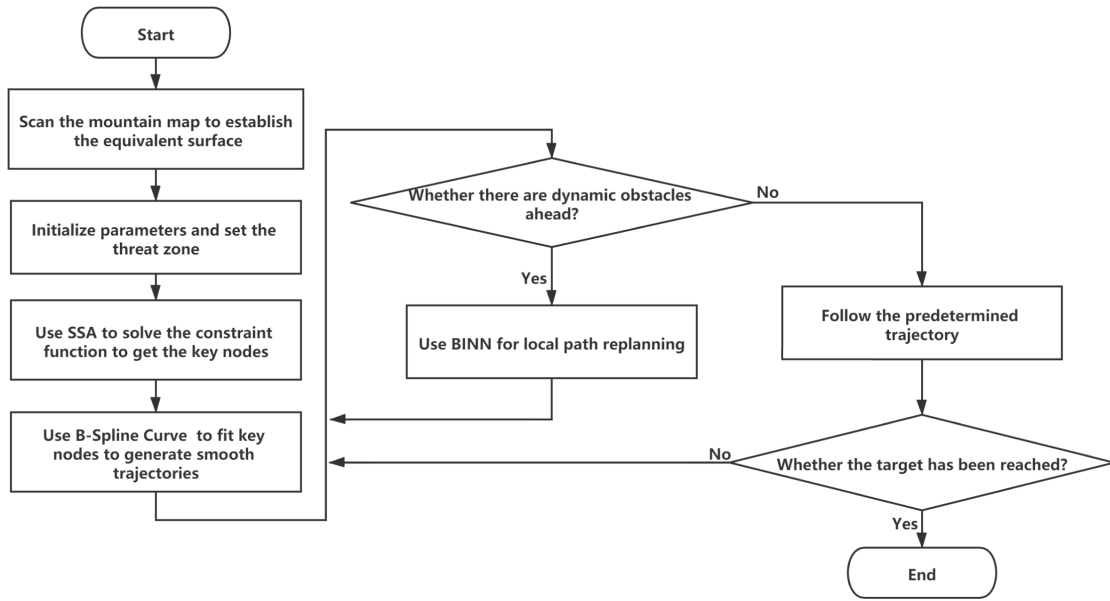 Start
Scan the mountain map to establish
the equivalent surface
Initialize parameters and set the
threat zone
Use SSA to solve the constraint
function to get the key nodes
Use B-Spline Curve to fit key
nodes to generate smooth
trajectories
Whether there are dynamic obstacles
ahead?
No
Yes
Use BINN for local path replanning
Follow the predetermined
trajectory
No
Whether the target has been reached?
Yes
End